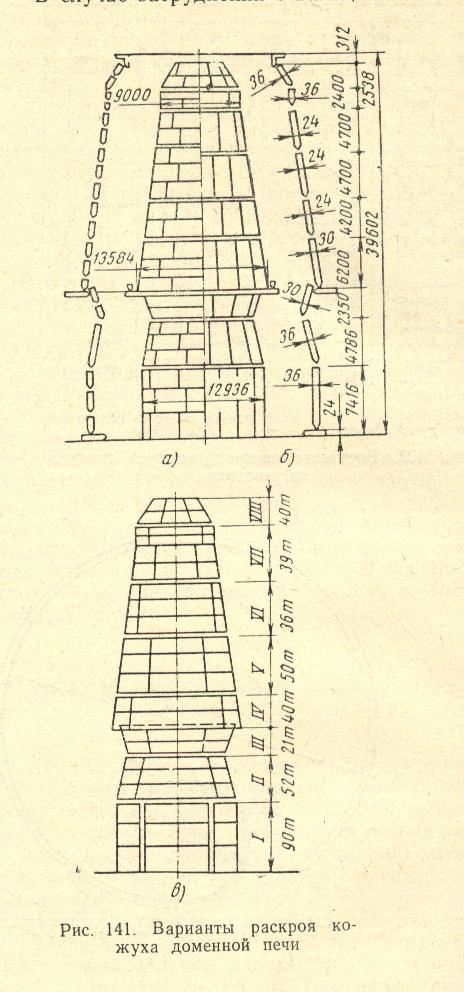 312
36
9000
36
2400
2538
24
4700
24
4700
24
4200
39602
30
6200
13584
30
2350
36
4786
12936
36
24
7416
а)
б)
VIII
40т
VII
39т
VI
36т
V
50т
IV
40т
III
21т
II
52т
I
90т
в)
Рис. 141. Варианты раскроя ко-
жуха доменной печи